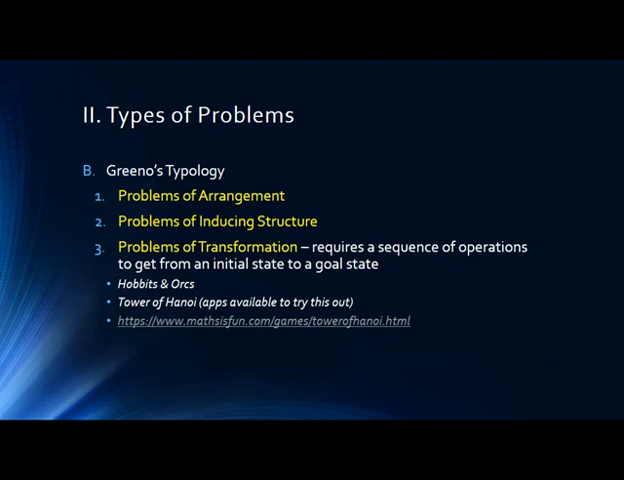 II. Types of Problems
B. Greeno's Typology
1. Problems of Arrangement
2. Problems of Inducing Structure
3. Problems of Transformation – requires a sequence of operations
to get from an initial state to a goal state
• Hobbits & Orcs
• Tower of Hanoi (apps available to try this out)
• https://www.mathsisfun.com/games/towerofhanoi.html